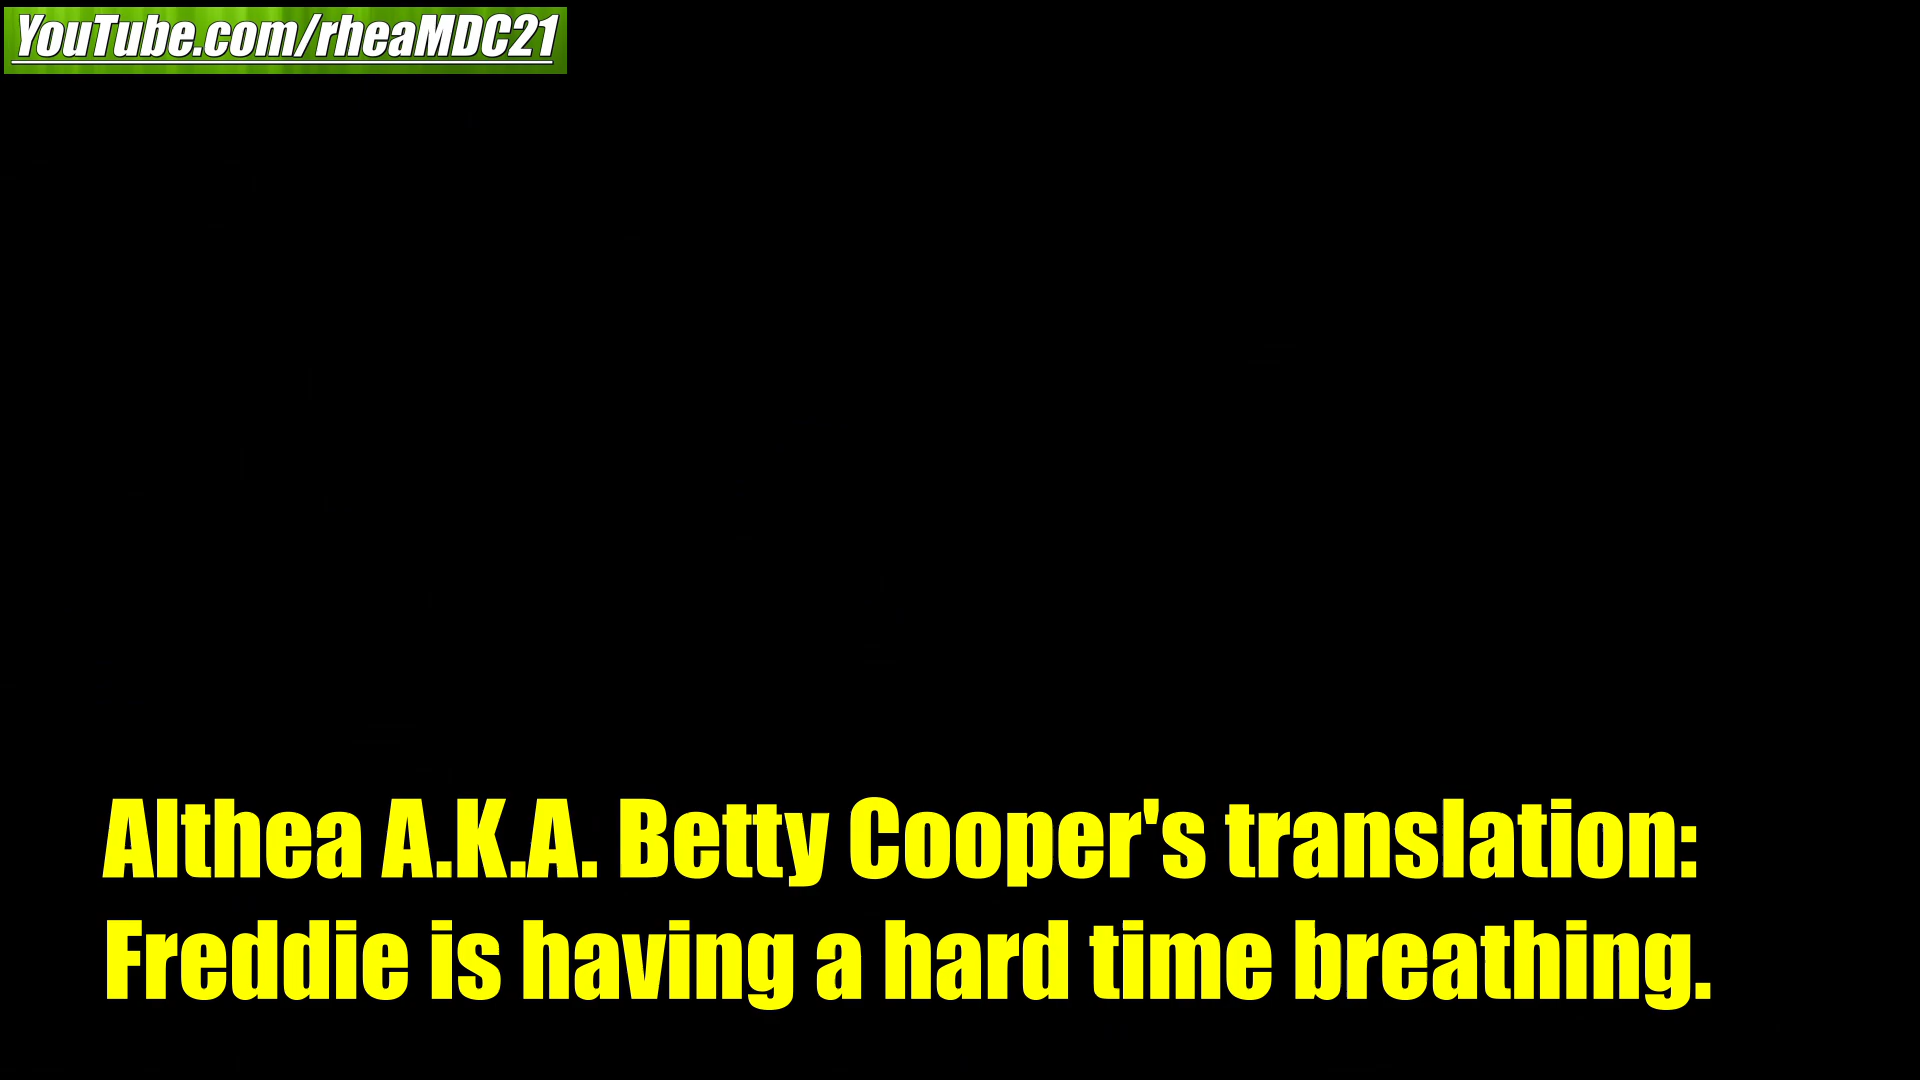 YouTube.com/rheaMDC21
Althea A.K.A. Betty Cooper's translation:
Freddie is having a hard time breathing.